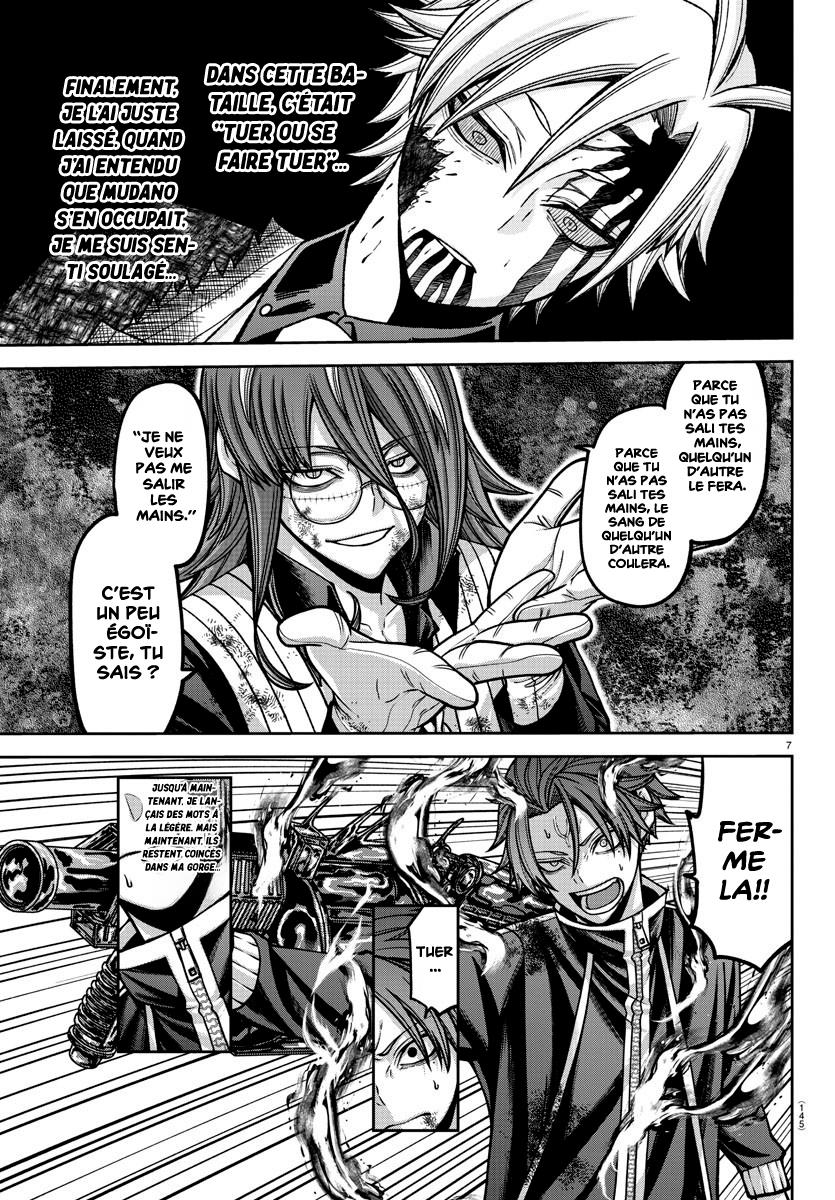 DANS CETTE BA-
TAILLE, C'ÉTAIT
"TUER OU SE
FAIRE TUER"...
FINALEMENT,
JE L'AI JUSTE
LAISSÉ, QUAND
J'AI ENTENDU
QUE MUDANO
S'EN OCCUPAIT,
JE ME SUIS SEN-
TI SOULAGÉ...
PARCE
QUE TU
N'AS PAS
SALI TES
MAINS,
QUELQU'UN
D'AUTRE
LE FERA.
PARCE
QUE TU
N'AS PAS
SALI TES
MAINS, LE
SANG DE
QUELQU'UN
D'AUTRE
COULERA.
"JE NE
VEUX
PAS ME
SALIR
LES
MAINS."
C'EST
UN PEU
ÉGOÏ-
STE, TU
SAIS ?
7
FER-
ME
LA!!
TUER
...
JUSQU'À MAIN-
TENANT, JE LAN-
ÇAIS DES MOTS À
LA LÉGÈRE. MAIS
MAINTENANT, ILS
RESTENT COINCÉS
DANS MA GORGE...
(145)